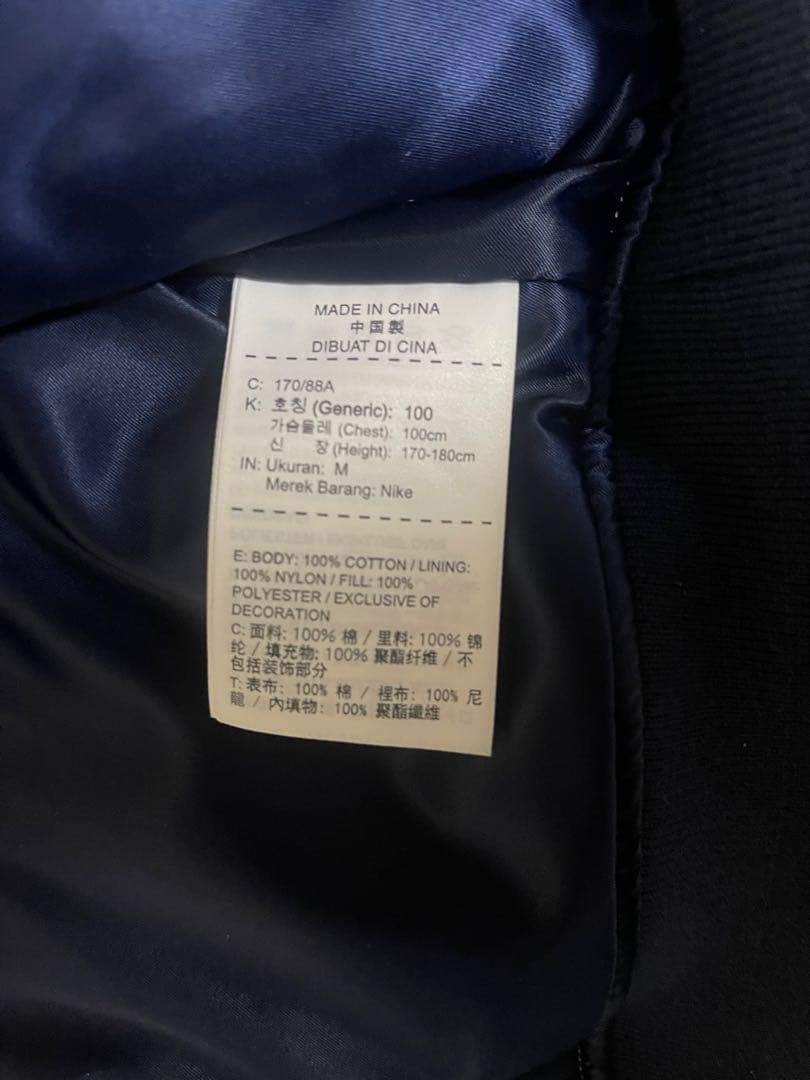 MADE IN CHINA
中国製
DIBUAT DI CINA
C: 170/88A
K: 호칭 (Generic): 100
가슴둘레 (Chest): 100cm
신 장 (Height): 170-180cm
IN: Ukuran: M
Merek Barang: Nike
E: BODY: 100% COTTON / LINING:
100% NYLON / FILL: 100%
POLYESTER / EXCLUSIVE OF
DECORATION
C: 面料: 100% 棉 / 里料: 100% 锦
纶 / 填充物: 100% 聚酯纤维 / 不
包括装饰部分
T: 表布: 100% 棉 / 裡布: 100% 尼
龍 / 內填物: 100% 聚酯纖維